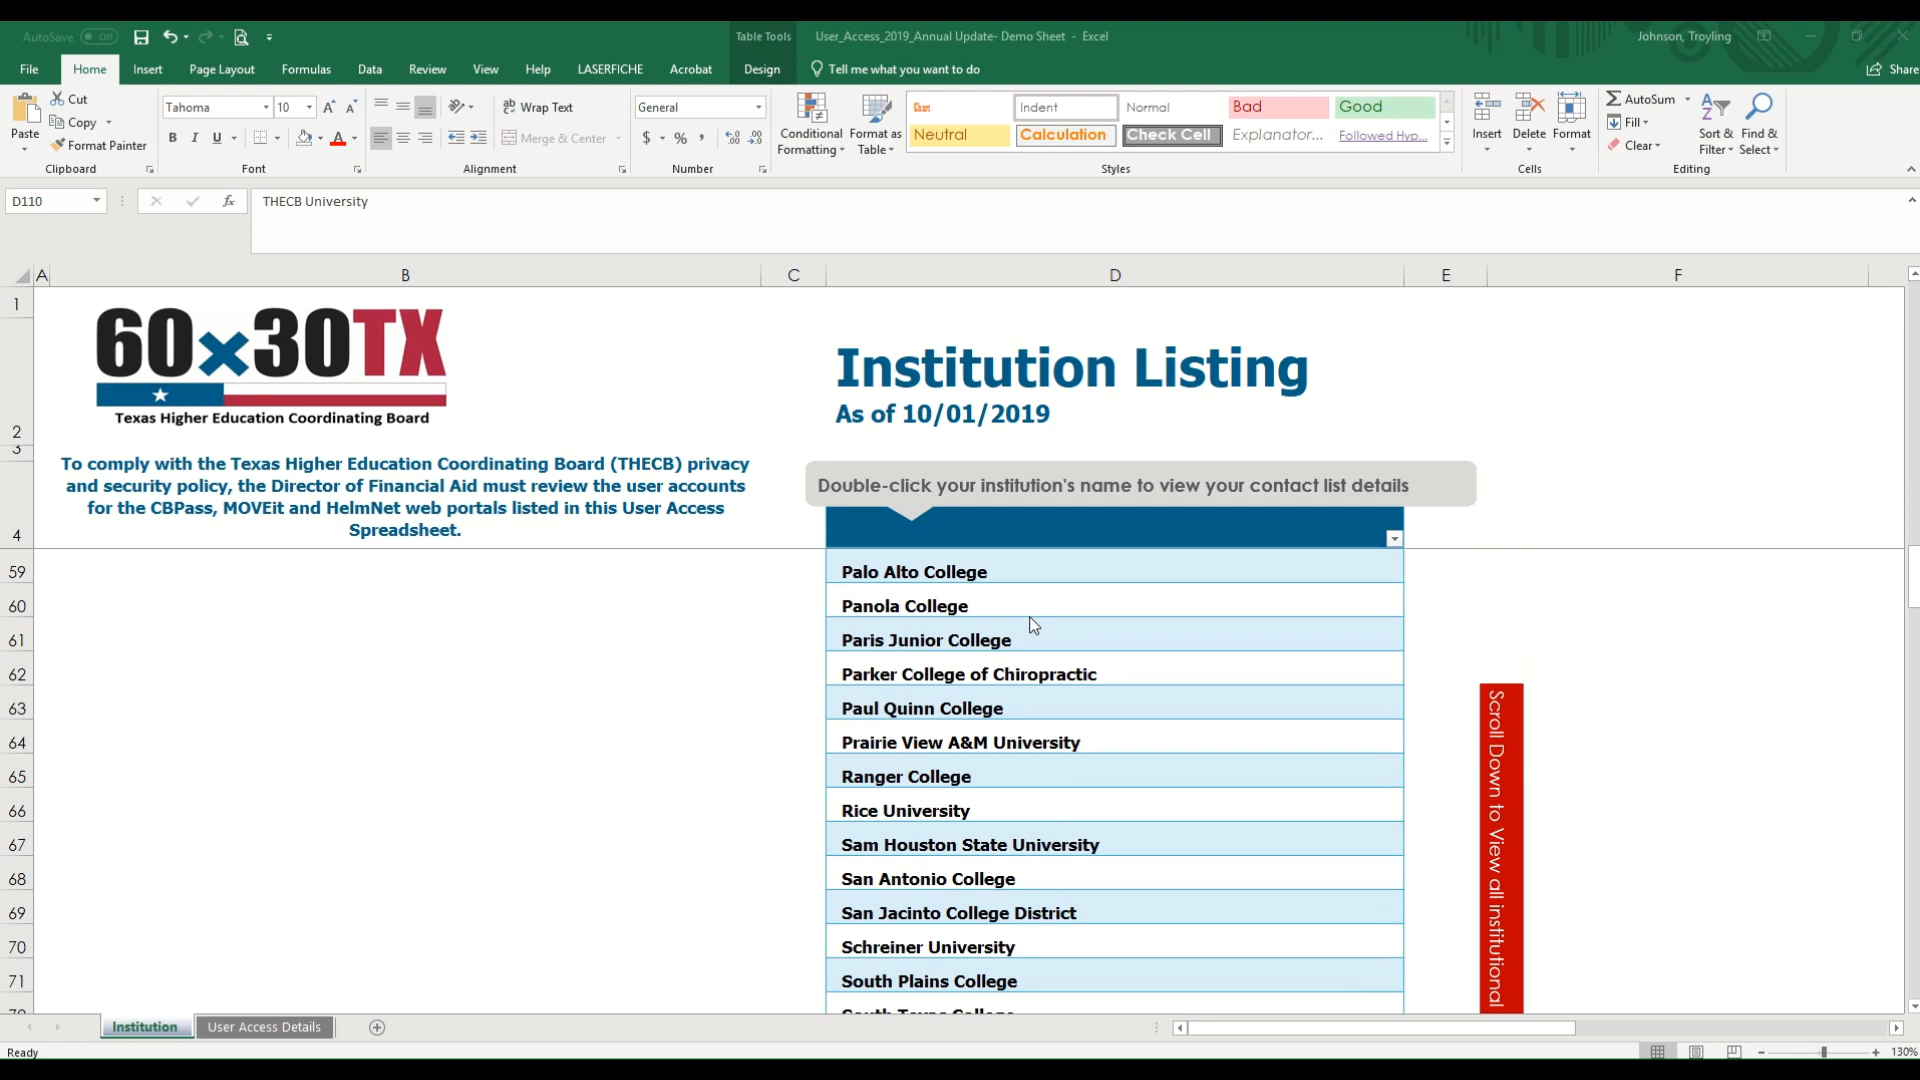 AutoSave Off
Table Tools
User_Access_2019_Annual Update- Demo Sheet - Excel
Johnson, Troyling
File Home Insert Page Layout Formulas Data Review View Help LASERFICHE Acrobat Design Tell me what you want to do Share
Paste
Cut
Copy
Format Painter
Clipboard
Tahoma 10
B I U
Font
Wrap Text
Merge & Center
Alignment
General
$ % ,
Number
Conditional Formatting
Format as Table
Indent Normal Bad Good
Neutral Calculation Check Cell Explanator... Followed Hyp...
Styles
Insert Delete Format
Cells
AutoSum
Fill
Clear
Sort & Filter
Find & Select
Editing
D110
fx
THECB University
A B C D E F
1
60x30TX
Texas Higher Education Coordinating Board
Institution Listing
As of 10/01/2019
2
3
To comply with the Texas Higher Education Coordinating Board (THECB) privacy
and security policy, the Director of Financial Aid must review the user accounts
for the CBPass, MOVEit and HelmNet web portals listed in this User Access
Spreadsheet.
Double-click your institution's name to view your contact list details
4
59 Palo Alto College
60 Panola College
61 Paris Junior College
62 Parker College of Chiropractic
63 Paul Quinn College
64 Prairie View A&M University
65 Ranger College
66 Rice University
67 Sam Houston State University
68 San Antonio College
69 San Jacinto College District
70 Schreiner University
71 South Plains College
Scroll Down to View all institutional
Institution
User Access Details
Ready
130%